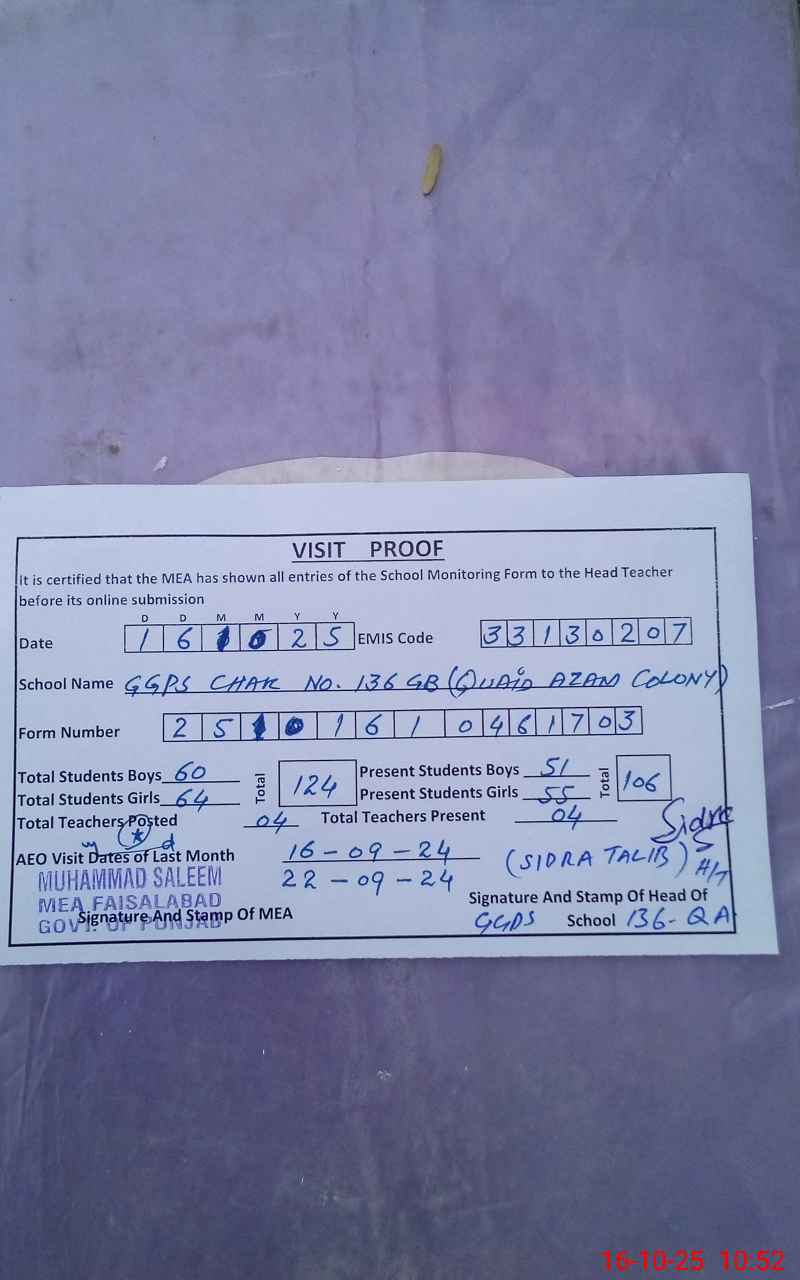 VISIT PROOF
It is certified that the MEA has shown all entries of the School Monitoring Form to the Head Teacher
before its online submission
D D M M Y Y
Date 1 6 1 0 2 5 EMIS Code 3 3 1 3 0 2 0 7
School Name GGPS CHAK NO. 136 GB (QUAID AZAM COLONY)
Form Number 2 5 1 0 1 6 1 0 4 6 1 7 0 3
Total Students Boys 60 Total 124 Present Students Boys 51 Total 106
Total Students Girls 64 Present Students Girls 55
Total Teachers Posted 04 Total Teachers Present 04
Sidra
AEO Visit Dates of Last Month 16-09-24 (SIDRA TALIB) H/T
22-09-24
MUHAMMAD SALEEM
MEA FAISALABAD
GOVT. OF PUNJAB
Signature And Stamp Of MEA
Signature And Stamp Of Head Of
GGPS School 136-QA
16-10-25 10:52